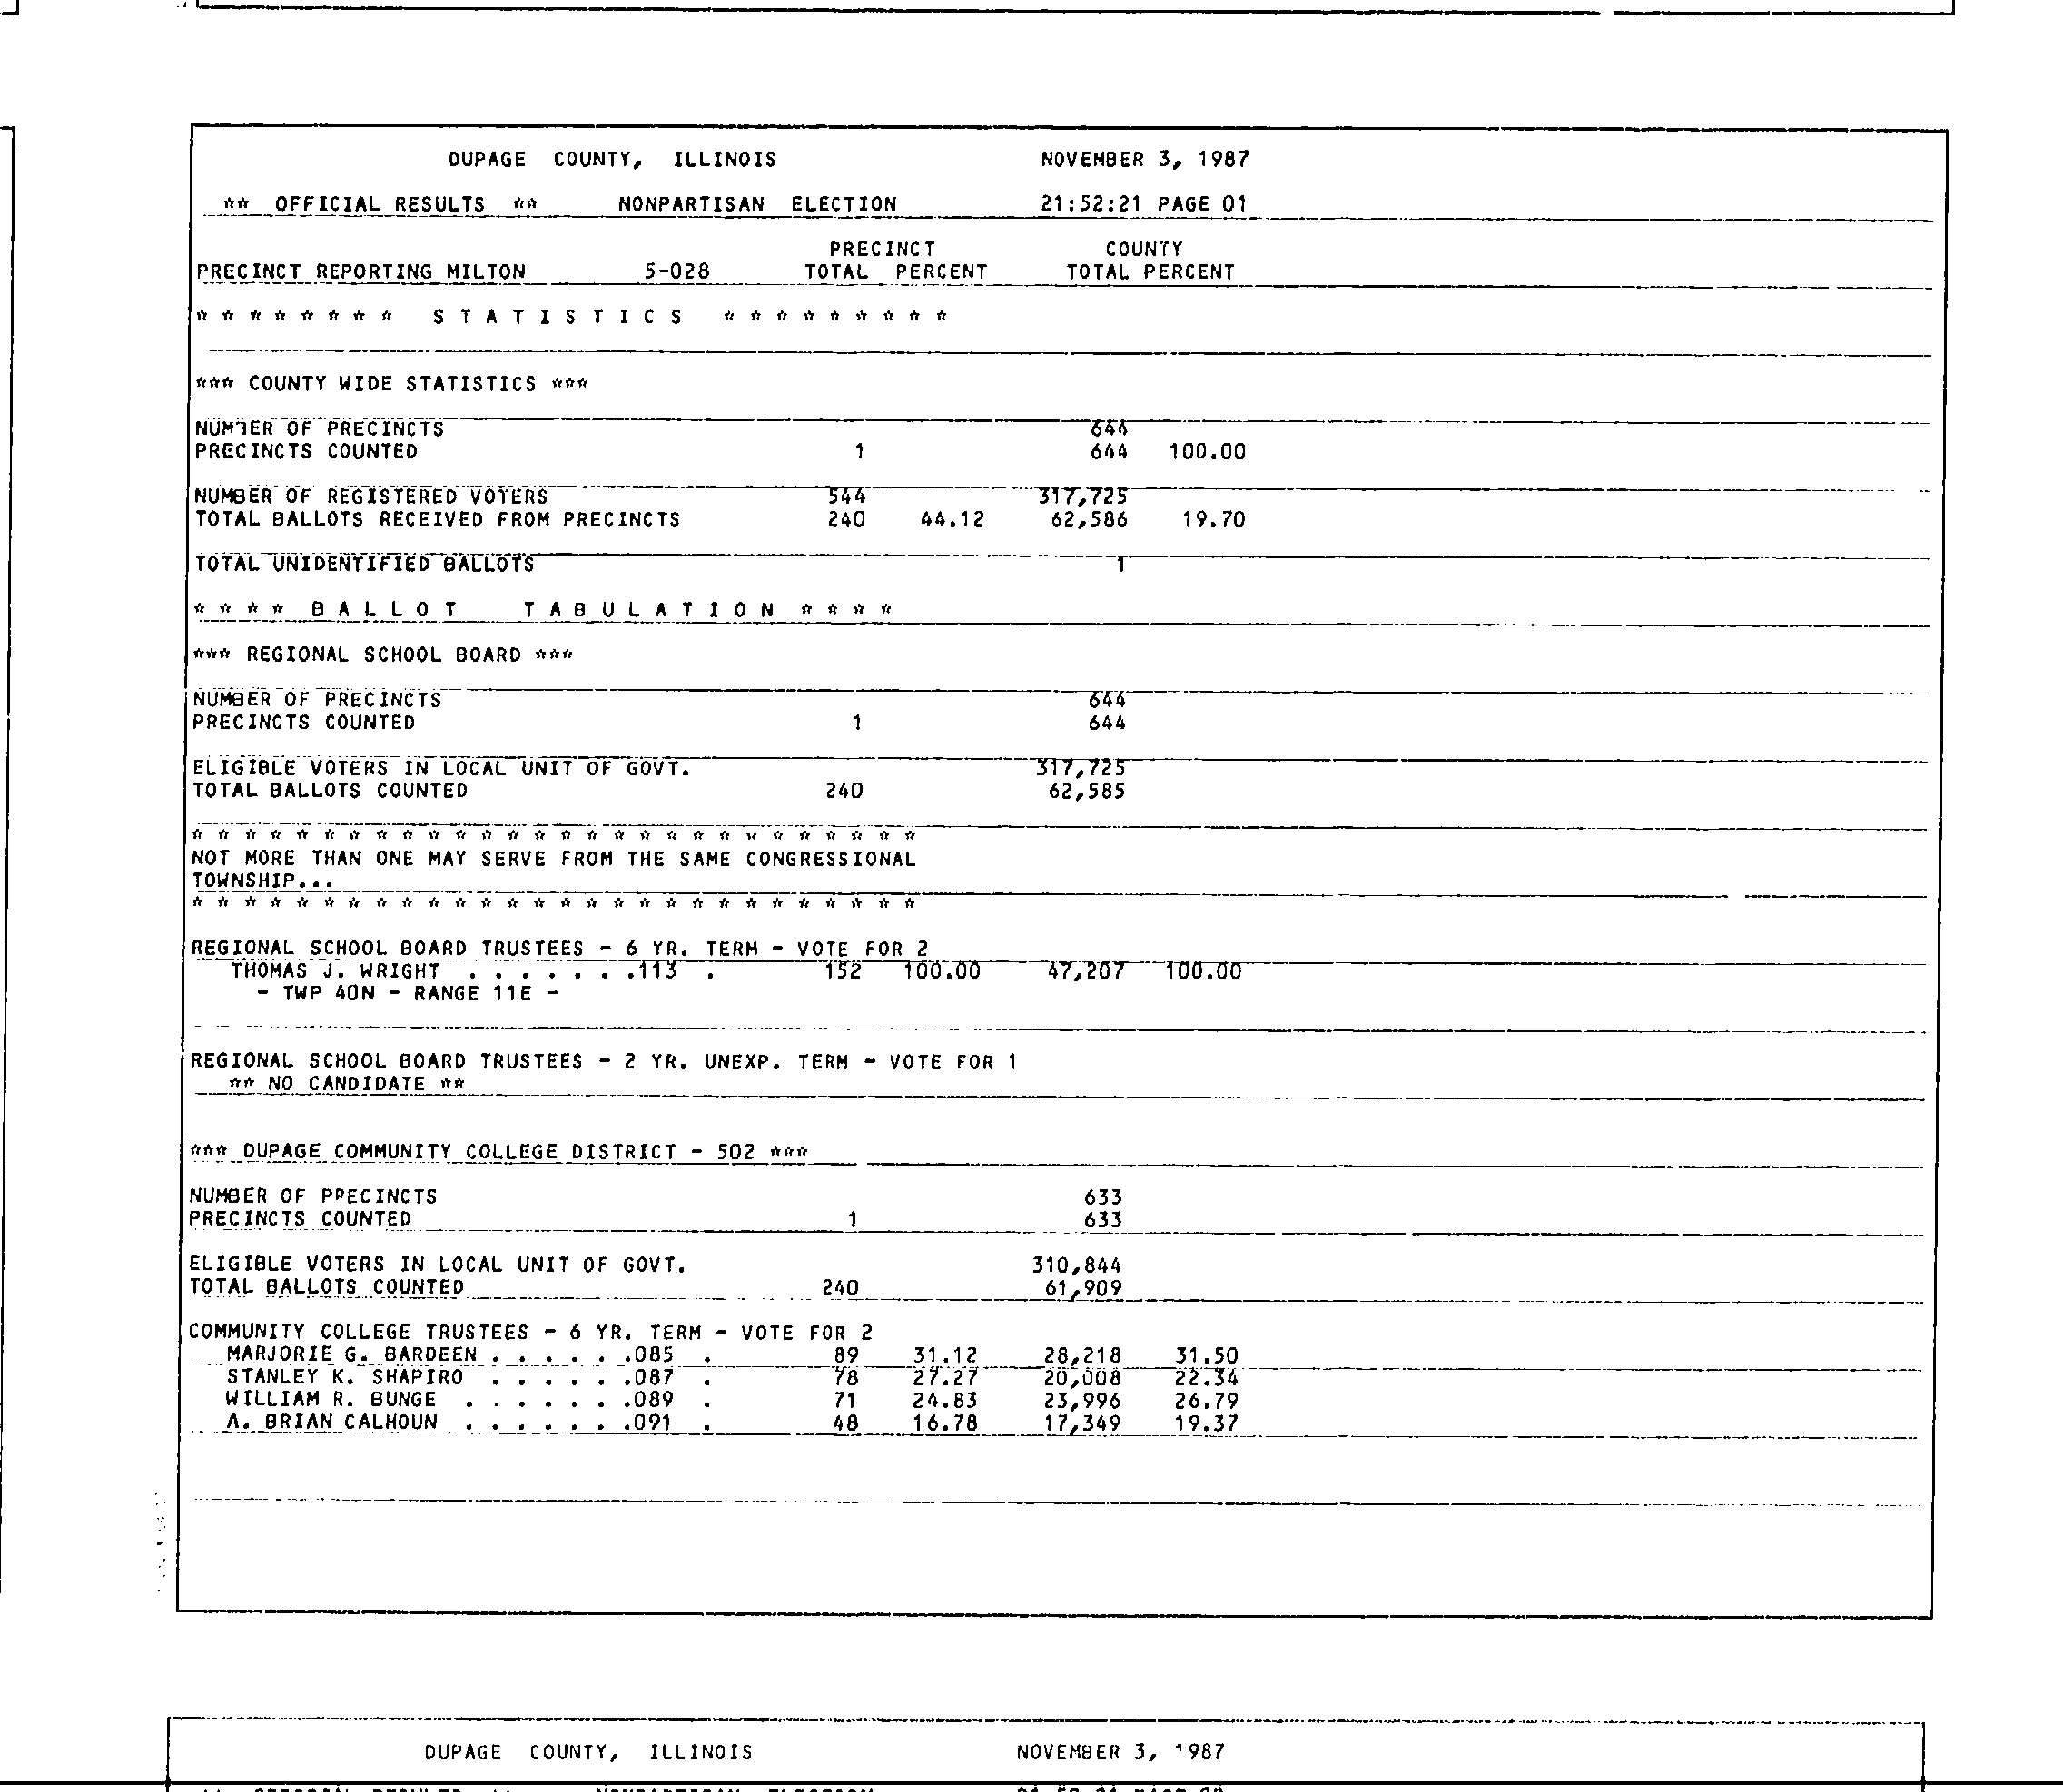 DUPAGE COUNTY, ILLINOIS NOVEMBER 3, 1987
** OFFICIAL RESULTS ** NONPARTISAN ELECTION 21:52:21 PAGE 01
PRECINCT COUNTY
PRECINCT REPORTING MILTON 5-028 TOTAL PERCENT TOTAL PERCENT
* * * * * * * * S T A T I S T I C S * * * * * * * * *
*** COUNTY WIDE STATISTICS ***
NUMBER OF PRECINCTS 644
PRECINCTS COUNTED 1 644 100.00
NUMBER OF REGISTERED VOTERS 544 317,725
TOTAL BALLOTS RECEIVED FROM PRECINCTS 240 44.12 62,586 19.70
TOTAL UNIDENTIFIED BALLOTS 1
* * * * B A L L O T T A B U L A T I O N * * * *
*** REGIONAL SCHOOL BOARD ***
NUMBER OF PRECINCTS 644
PRECINCTS COUNTED 1 644
ELIGIBLE VOTERS IN LOCAL UNIT OF GOVT. 317,725
TOTAL BALLOTS COUNTED 240 62,585
* * * * * * * * * * * * * * * * * * * * * * * * * * * *
NOT MORE THAN ONE MAY SERVE FROM THE SAME CONGRESSIONAL
TOWNSHIP...
* * * * * * * * * * * * * * * * * * * * * * * * * * * *
REGIONAL SCHOOL BOARD TRUSTEES - 6 YR. TERM - VOTE FOR 2
THOMAS J. WRIGHT . . . . . . .113 . 152 100.00 47,207 100.00
- TWP 40N - RANGE 11E -
REGIONAL SCHOOL BOARD TRUSTEES - 2 YR. UNEXP. TERM - VOTE FOR 1
** NO CANDIDATE **
*** DUPAGE COMMUNITY COLLEGE DISTRICT - 502 ***
NUMBER OF PRECINCTS 633
PRECINCTS COUNTED 1 633
ELIGIBLE VOTERS IN LOCAL UNIT OF GOVT. 310,844
TOTAL BALLOTS COUNTED 240 61,909
COMMUNITY COLLEGE TRUSTEES - 6 YR. TERM - VOTE FOR 2
MARJORIE G. BARDEEN . . . . . .085 . 89 31.12 28,218 31.50
STANLEY K. SHAPIRO . . . . . .087 . 78 27.27 20,008 22.34
WILLIAM R. BUNGE . . . . . . .089 . 71 24.83 23,996 26.79
A. BRIAN CALHOUN . . . . . . .091 . 48 16.78 17,349 19.37
DUPAGE COUNTY, ILLINOIS NOVEMBER 3, 1987